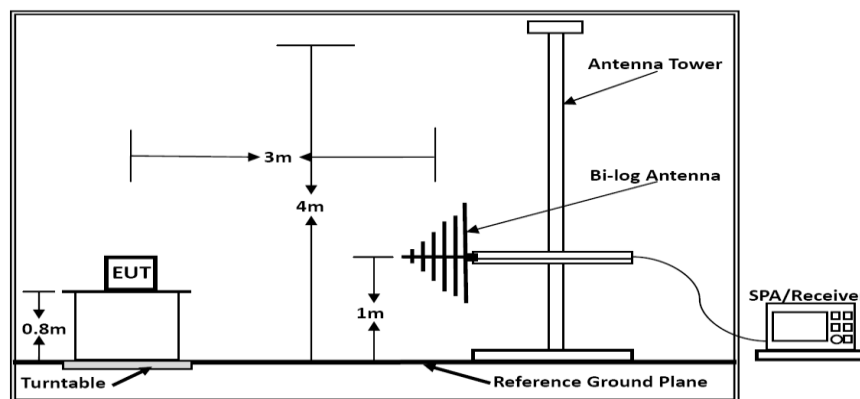 Antenna Tower
3m
Bi-log Antenna
4m
EUT
SPA/Receive
0.8m
1m
Turntable
Reference Ground Plane